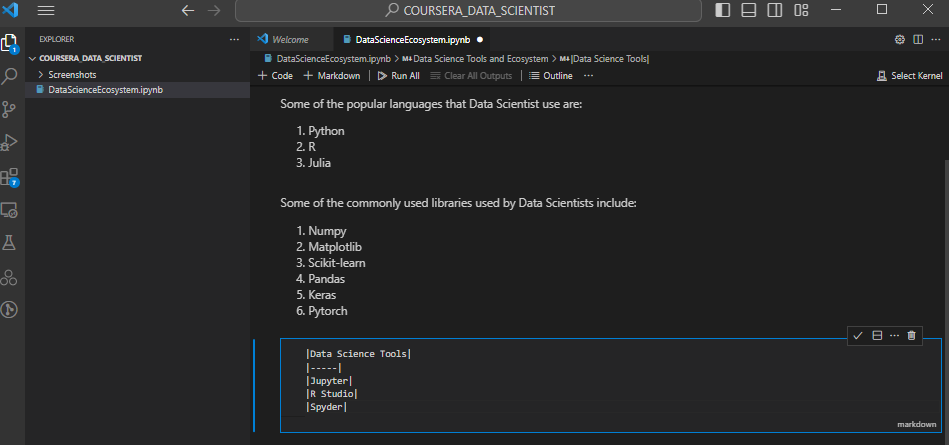 COURSERA_DATA_SCIENTIST
EXPLORER
COURSERA_DATA_SCIENTIST
Screenshots
DataScienceEcosystem.ipynb
1
7
Welcome
DataScienceEcosystem.ipynb
DataScienceEcosystem.ipynb > M↓ Data Science Tools and Ecosystem > M↓ |Data Science Tools|
+ Code + Markdown | Run All Clear All Outputs | Outline ... Select Kernel
Some of the popular languages that Data Scientist use are:
1. Python
2. R
3. Julia
Some of the commonly used libraries used by Data Scientists include:
1. Numpy
2. Matplotlib
3. Scikit-learn
4. Pandas
5. Keras
6. Pytorch
|Data Science Tools|
|-----|
|Jupyter|
|R Studio|
|Spyder|
markdown